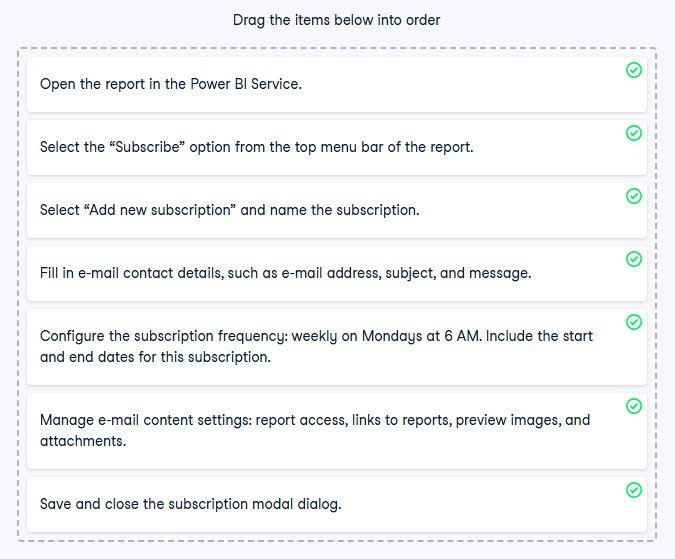 Drag the items below into order
Open the report in the Power BI Service.
Select the “Subscribe” option from the top menu bar of the report.
Select “Add new subscription” and name the subscription.
Fill in e-mail contact details, such as e-mail address, subject, and message.
Configure the subscription frequency: weekly on Mondays at 6 AM. Include the start
and end dates for this subscription.
Manage e-mail content settings: report access, links to reports, preview images, and
attachments.
Save and close the subscription modal dialog.